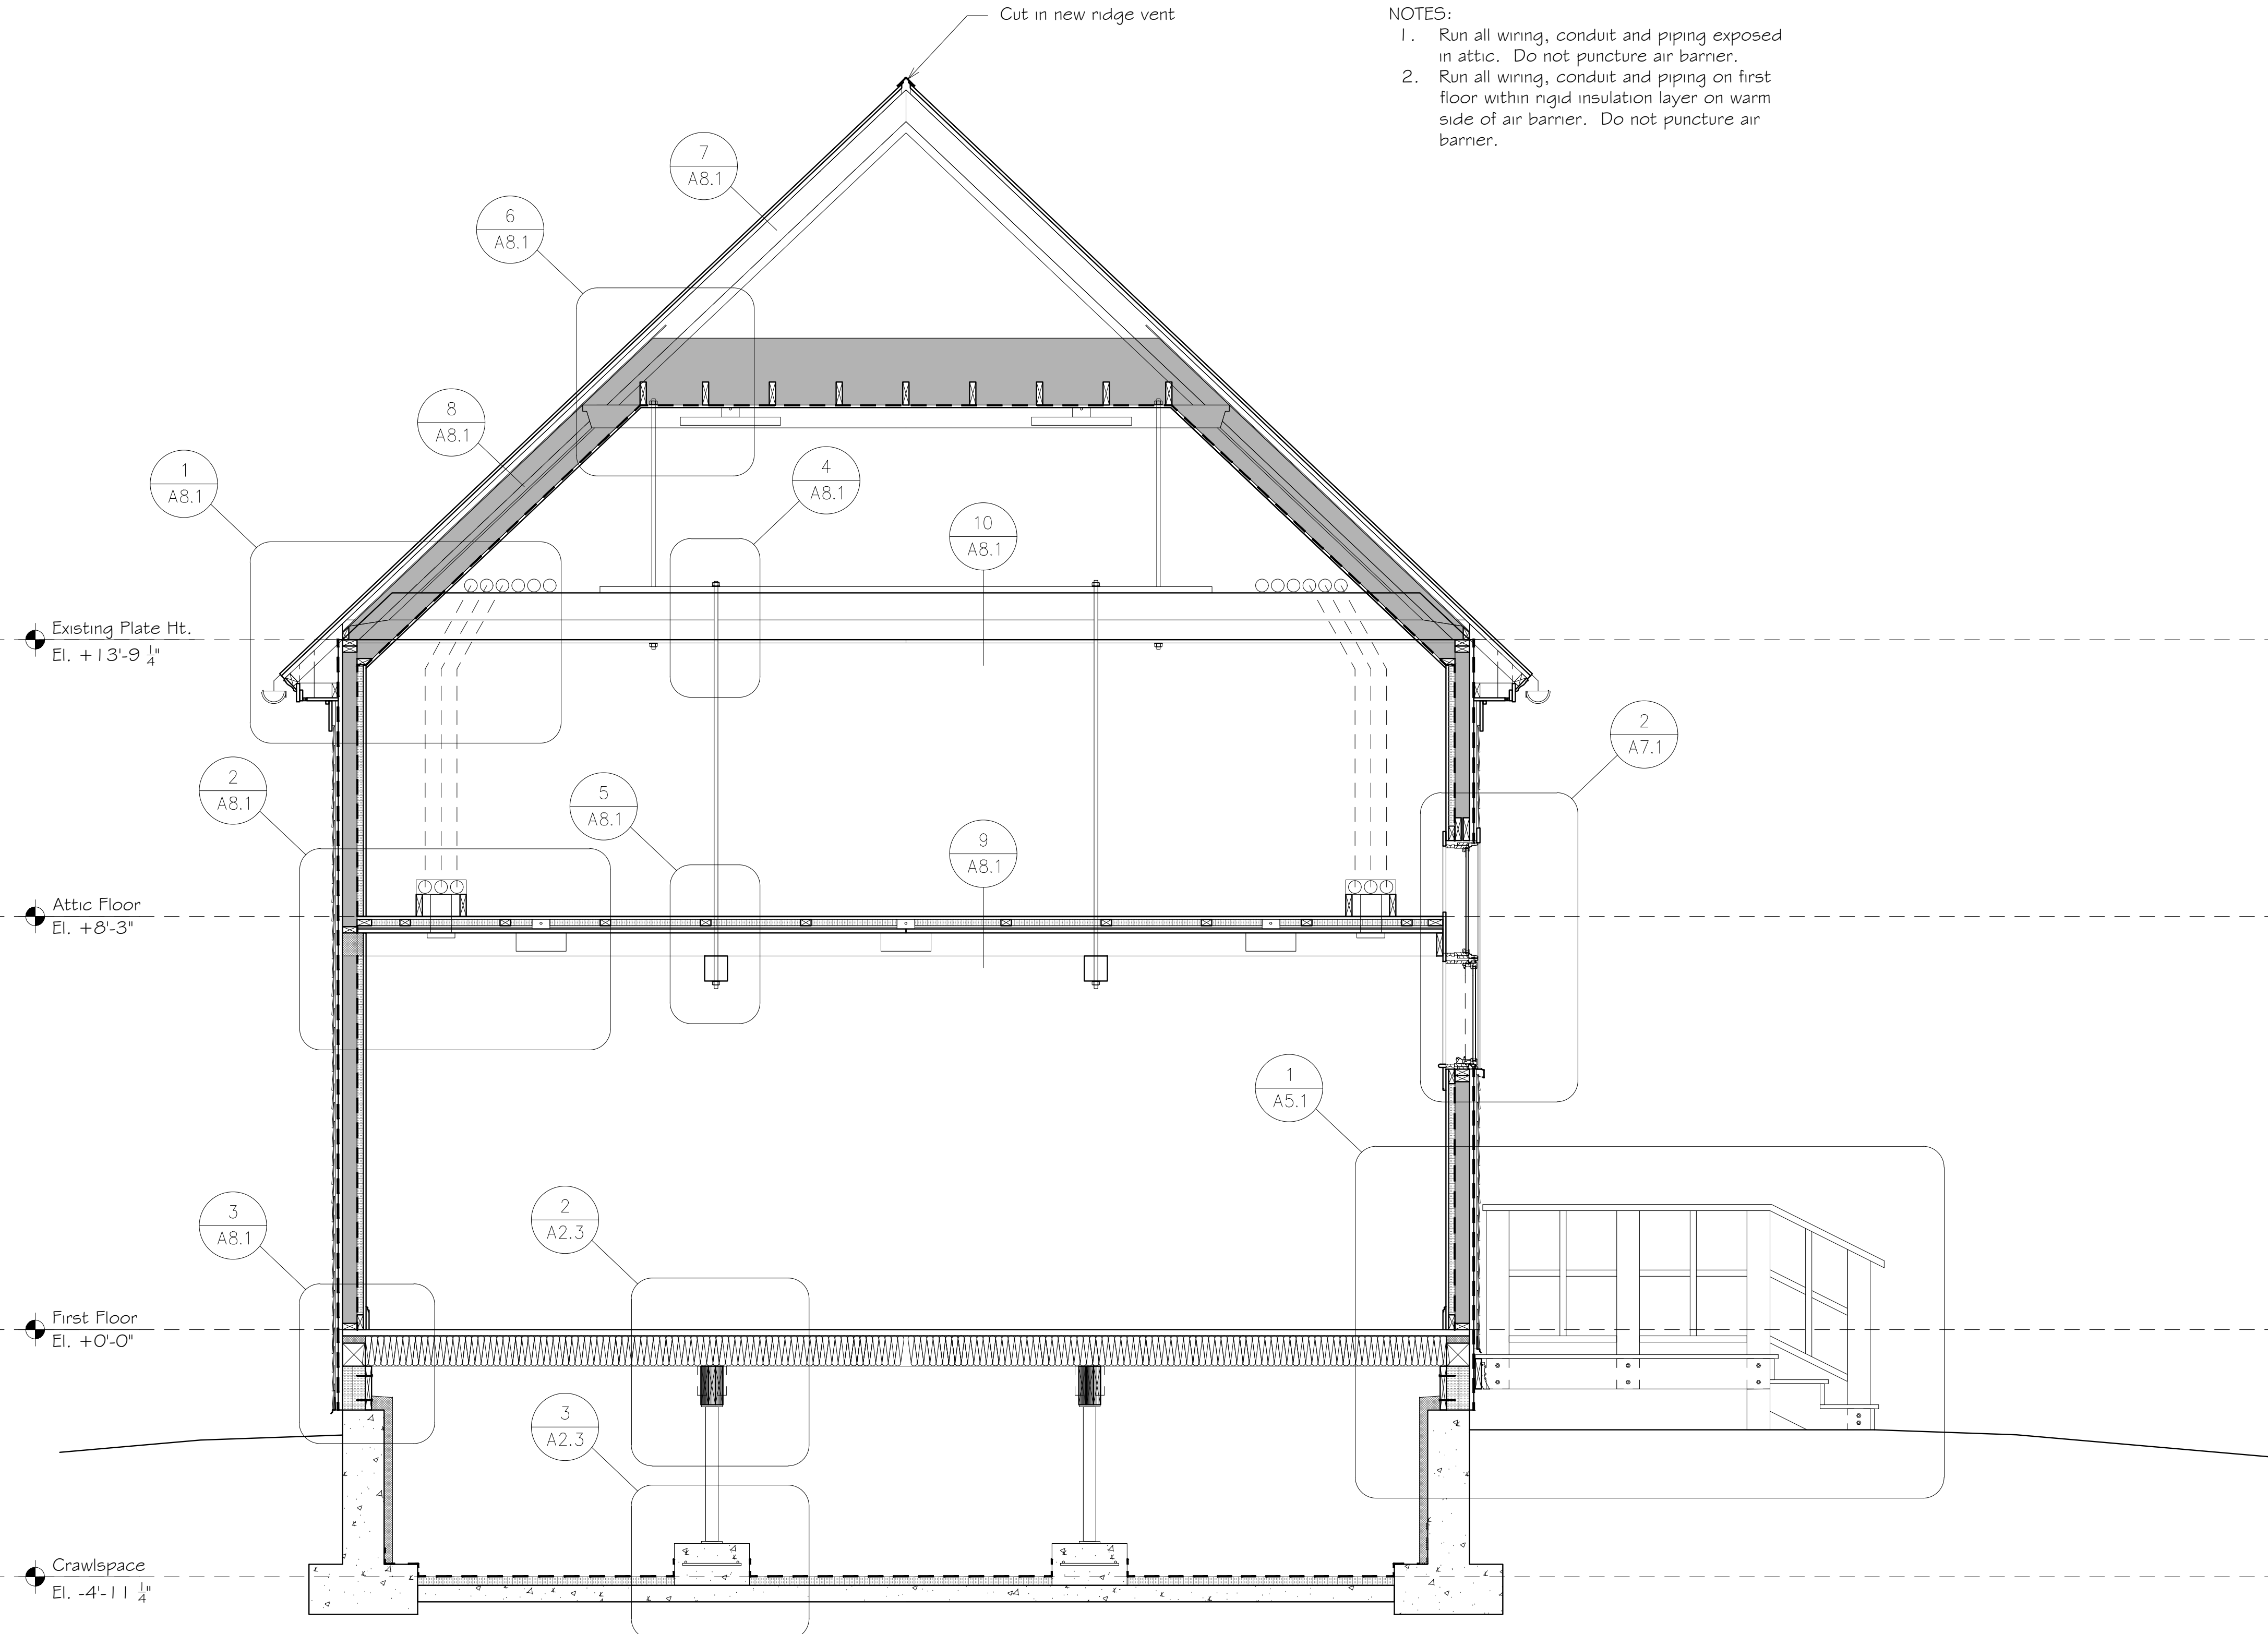 Cut in new ridge vent
NOTES:
1. Run all wiring, conduit and piping exposed
in attic. Do not puncture air barrier.
2. Run all wiring, conduit and piping on first
floor within rigid insulation layer on warm
side of air barrier. Do not puncture air
barrier.
7
A8.1
6
A8.1
8
A8.1
1
A8.1
4
A8.1
10
A8.1
Existing Plate Ht.
El. +13'-9 1/4"
2
A7.1
2
A8.1
5
A8.1
9
A8.1
Attic Floor
El. +8'-3"
1
A5.1
3
A8.1
2
A2.3
First Floor
El. +0'-0"
3
A2.3
Crawlspace
El. -4'-11 1/4"